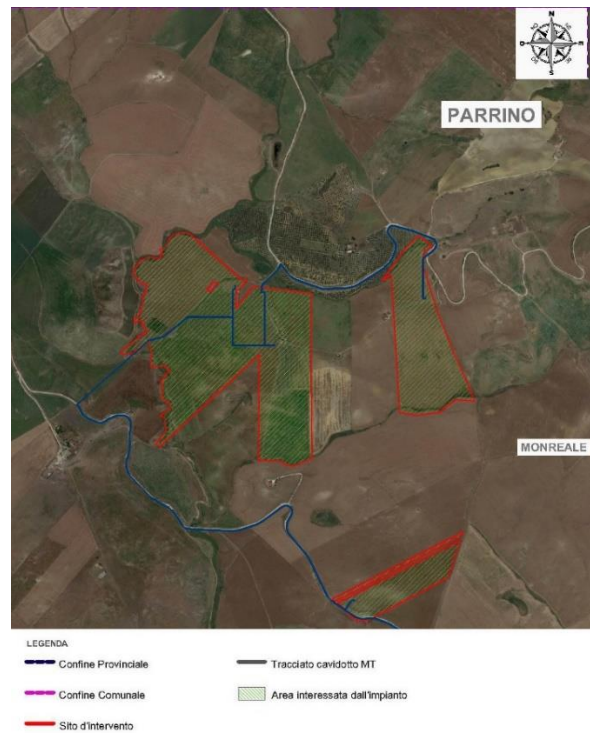 N
S
PARRINO
MONREALE
LEGENDA
Confine Provinciale
Tracciato cavidotto MT
Confine Comunale
Area interessata dall'impianto
Sito d'intervento